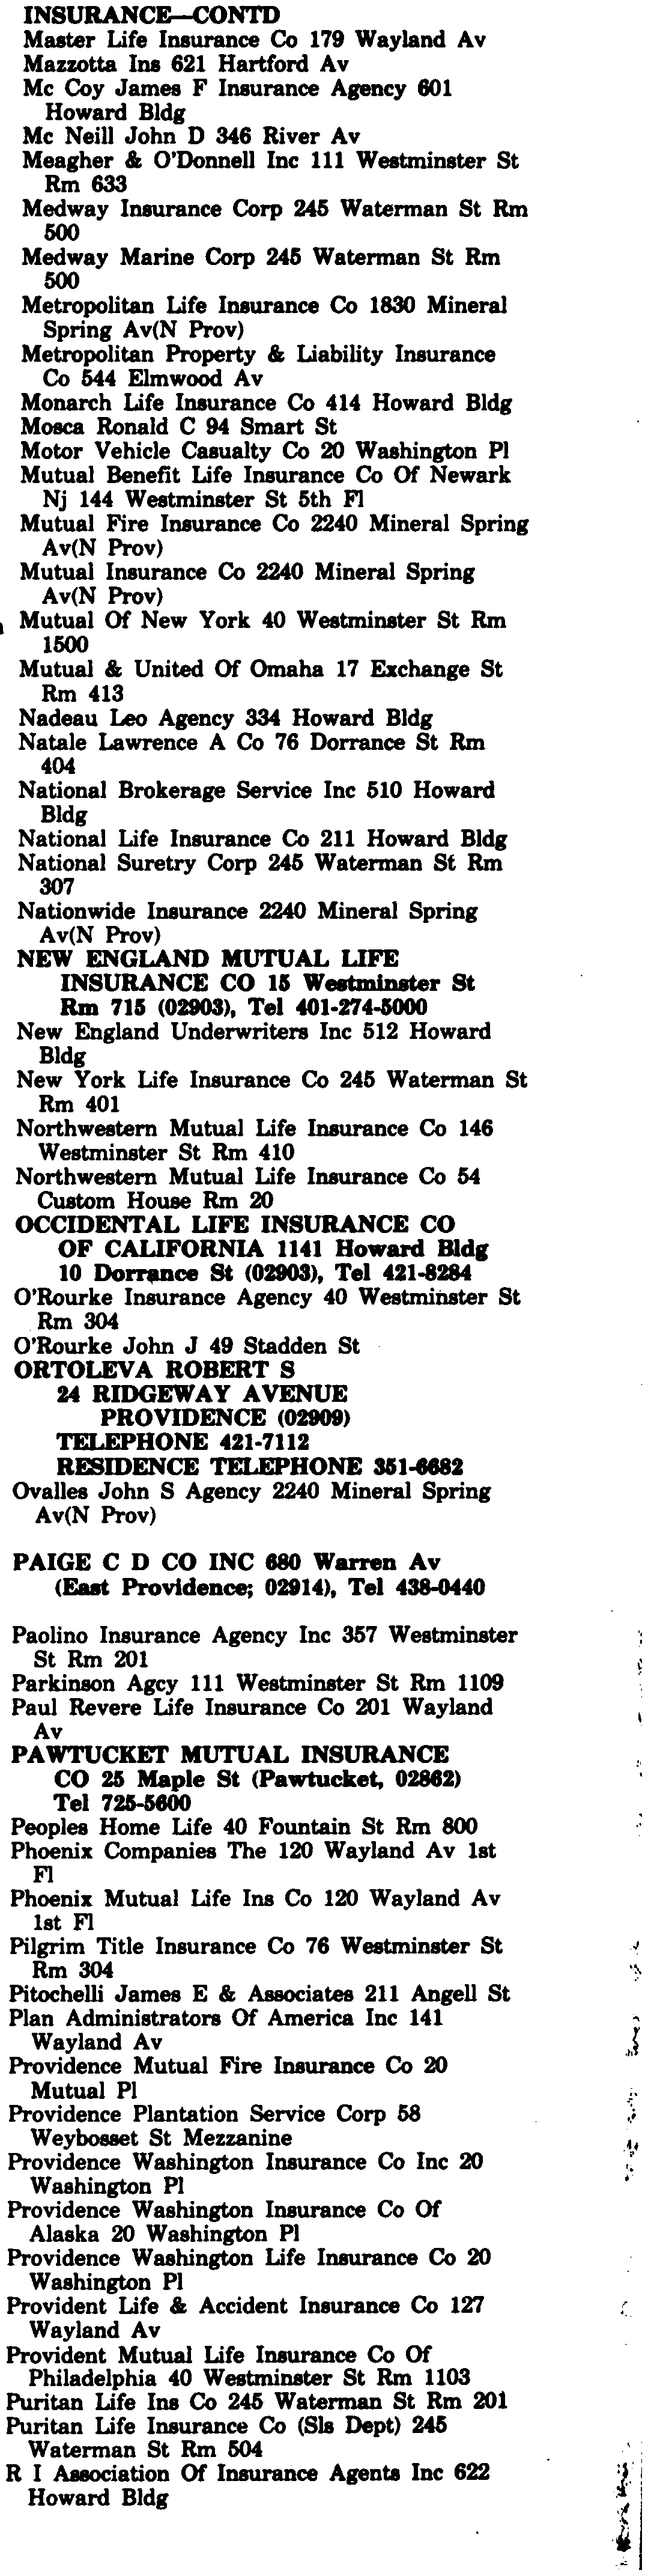 INSURANCE—CONTD
Master Life Insurance Co 179 Wayland Av
Mazzotta Ins 621 Hartford Av
Mc Coy James F Insurance Agency 601
Howard Bldg
Mc Neill John D 346 River Av
Meagher & O'Donnell Inc 111 Westminster St
Rm 633
Medway Insurance Corp 245 Waterman St Rm
500
Medway Marine Corp 245 Waterman St Rm
500
Metropolitan Life Insurance Co 1830 Mineral
Spring Av(N Prov)
Metropolitan Property & Liability Insurance
Co 544 Elmwood Av
Monarch Life Insurance Co 414 Howard Bldg
Mosca Ronald C 94 Smart St
Motor Vehicle Casualty Co 20 Washington Pl
Mutual Benefit Life Insurance Co Of Newark
Nj 144 Westminster St 5th Fl
Mutual Fire Insurance Co 2240 Mineral Spring
Av(N Prov)
Mutual Insurance Co 2240 Mineral Spring
Av(N Prov)
Mutual Of New York 40 Westminster St Rm
1500
Mutual & United Of Omaha 17 Exchange St
Rm 413
Nadeau Leo Agency 334 Howard Bldg
Natale Lawrence A Co 76 Dorrance St Rm
404
National Brokerage Service Inc 510 Howard
Bldg
National Life Insurance Co 211 Howard Bldg
National Suretry Corp 245 Waterman St Rm
307
Nationwide Insurance 2240 Mineral Spring
Av(N Prov)
NEW ENGLAND MUTUAL LIFE
INSURANCE CO 15 Westminster St
Rm 715 (02903), Tel 401-274-5000
New England Underwriters Inc 512 Howard
Bldg
New York Life Insurance Co 245 Waterman St
Rm 401
Northwestern Mutual Life Insurance Co 146
Westminster St Rm 410
Northwestern Mutual Life Insurance Co 54
Custom House Rm 20
OCCIDENTAL LIFE INSURANCE CO
OF CALIFORNIA 1141 Howard Bldg
10 Dorrance St (02903), Tel 421-8284
O'Rourke Insurance Agency 40 Westminster St
Rm 304
O'Rourke John J 49 Stadden St
ORTOLEVA ROBERT S
24 RIDGEWAY AVENUE
PROVIDENCE (02909)
TELEPHONE 421-7112
RESIDENCE TELEPHONE 351-6682
Ovalles John S Agency 2240 Mineral Spring
Av(N Prov)
PAIGE C D CO INC 680 Warren Av
(East Providence; 02914), Tel 438-0440
Paolino Insurance Agency Inc 357 Westminster
St Rm 201
Parkinson Agcy 111 Westminster St Rm 1109
Paul Revere Life Insurance Co 201 Wayland
Av
PAWTUCKET MUTUAL INSURANCE
CO 25 Maple St (Pawtucket, 02862)
Tel 725-5600
Peoples Home Life 40 Fountain St Rm 800
Phoenix Companies The 120 Wayland Av 1st
Fl
Phoenix Mutual Life Ins Co 120 Wayland Av
1st Fl
Pilgrim Title Insurance Co 76 Westminster St
Rm 304
Pitochelli James E & Associates 211 Angell St
Plan Administrators Of America Inc 141
Wayland Av
Providence Mutual Fire Insurance Co 20
Mutual Pl
Providence Plantation Service Corp 58
Weybosset St Mezzanine
Providence Washington Insurance Co Inc 20
Washington Pl
Providence Washington Insurance Co Of
Alaska 20 Washington Pl
Providence Washington Life Insurance Co 20
Washington Pl
Provident Life & Accident Insurance Co 127
Wayland Av
Provident Mutual Life Insurance Co Of
Philadelphia 40 Westminster St Rm 1103
Puritan Life Ins Co 245 Waterman St Rm 201
Puritan Life Insurance Co (Sls Dept) 245
Waterman St Rm 504
R I Association Of Insurance Agents Inc 622
Howard Bldg